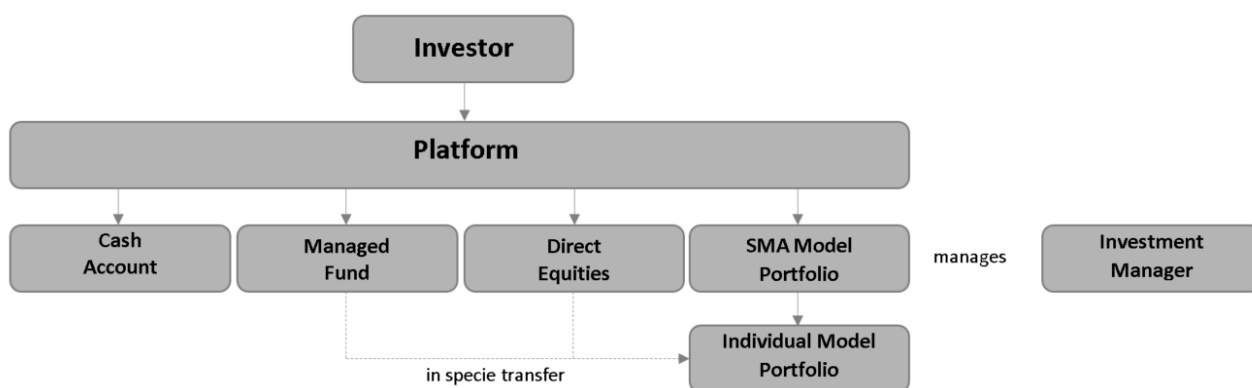 Investor
Platform
Cash
Account
Managed
Fund
Direct
Equities
SMA Model
Portfolio
manages
Investment
Manager
Individual Model
Portfolio
in specie transfer